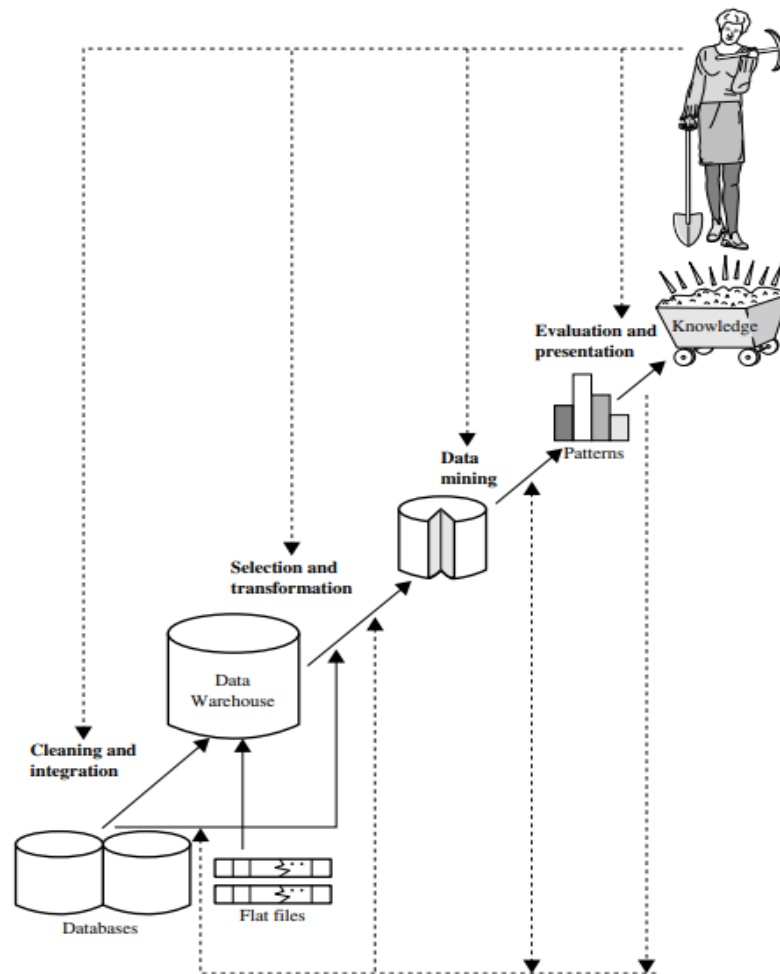 Knowledge
Evaluation and
presentation
Patterns
Data
mining
Selection and
transformation
Data
Warehouse
Cleaning and
integration
Flat files
Databases